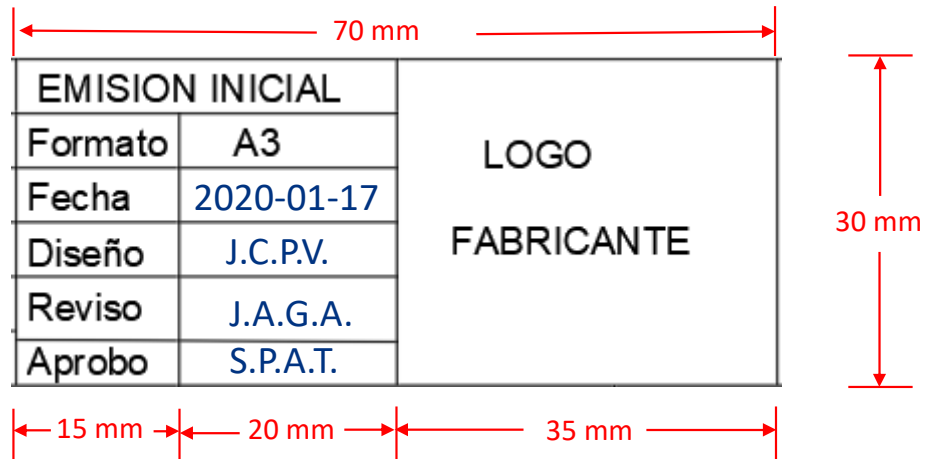 70 mm
EMISION INICIAL
Formato A3
Fecha 2020-01-17
Diseño J.C.P.V.
Reviso J.A.G.A.
Aprobo S.P.A.T.
LOGO
FABRICANTE
30 mm
15 mm 20 mm 35 mm